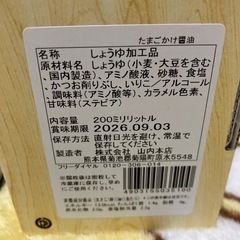 たまごかけ醤油
名称 しょうゆ加工品
原材料名 しょうゆ(小麦・大豆を含む、
国内製造)、アミノ酸液、砂糖、食塩、
かつお削りぶし、いりこ/アルコール、
調味料(アミノ酸等)、カラメル色素、
甘味料(ステビア)
内容量 200ミリリットル
賞味期限 2026.09.03
保存方法 直射日光を避け、常温で
保存してください。
製造者 株式会社 山内本店
熊本県菊池郡菊陽町原水5548
フリーダイヤル 0120-
4903155035100